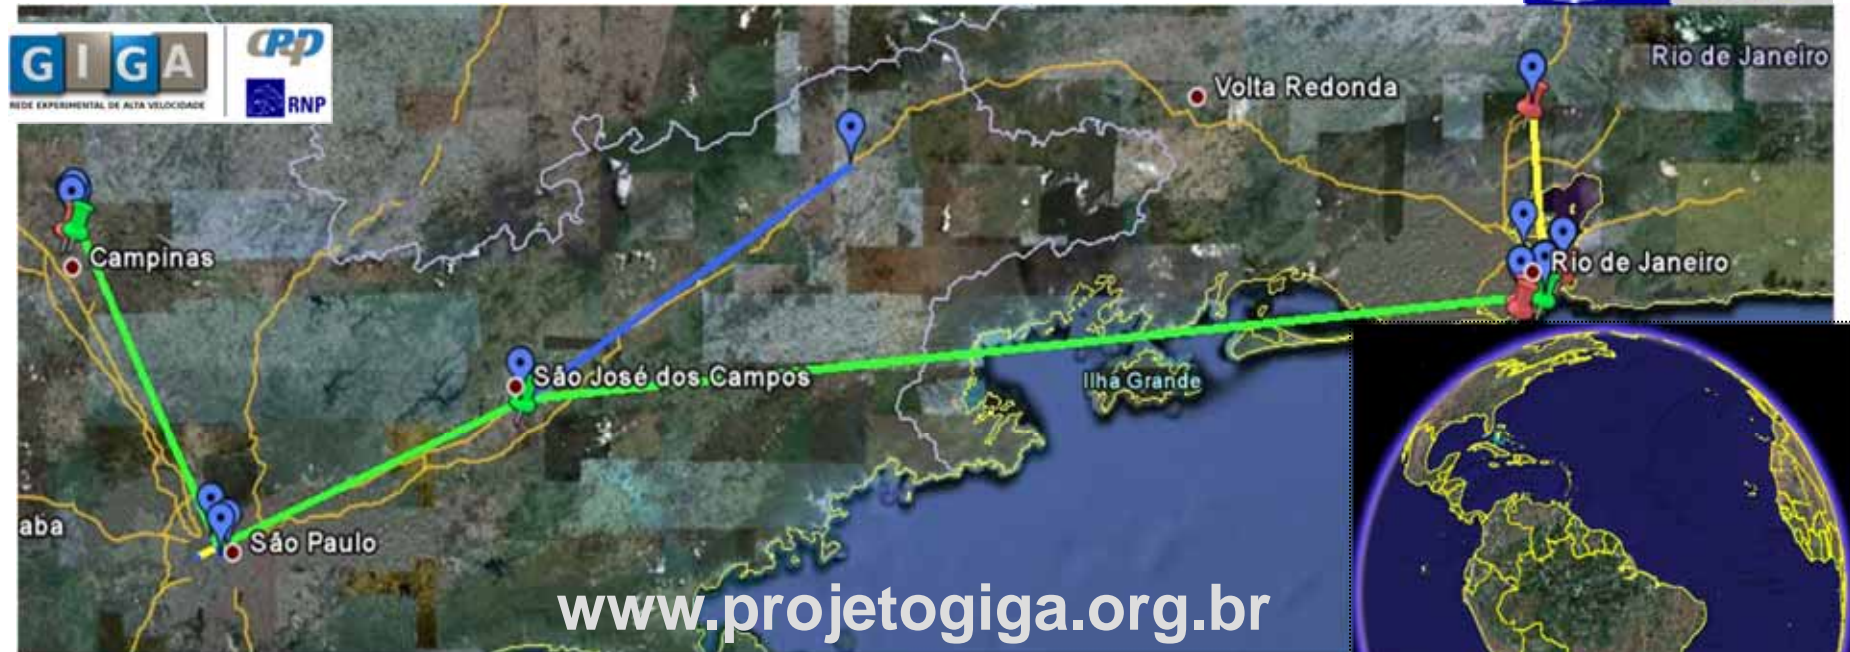 GIGA
REDE EXPERIMENTAL DE ALTA VELOCIDADE
CPqD
RNP
Rio de Janeiro
Volta Redonda
Campinas
Rio de Janeiro
São José dos Campos
Ilha Grande
aba
São Paulo
www.projetogiga.org.br